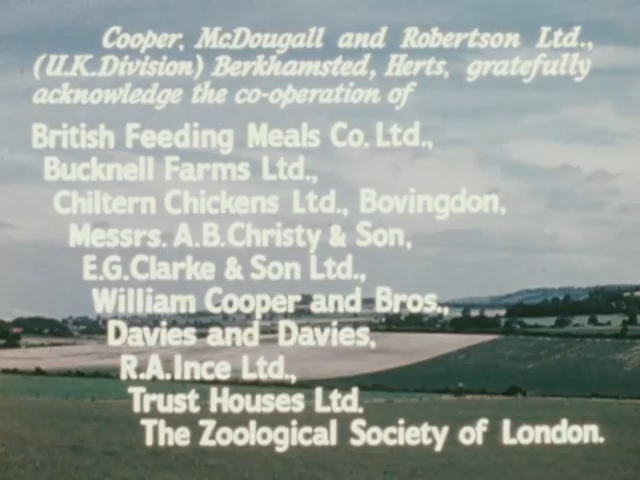 Cooper, McDougall and Robertson Ltd.,
(U.K.Division) Berkhamsted, Herts, gratefully
acknowledge the co-operation of
British Feeding Meals Co. Ltd.,
Bucknell Farms Ltd.,
Chiltern Chickens Ltd., Bovingdon,
Messrs. A.B.Christy & Son,
E.G.Clarke & Son Ltd.,
William Cooper and Bros.,
Davies and Davies,
R.A.Ince Ltd.,
Trust Houses Ltd.
The Zoological Society of London.